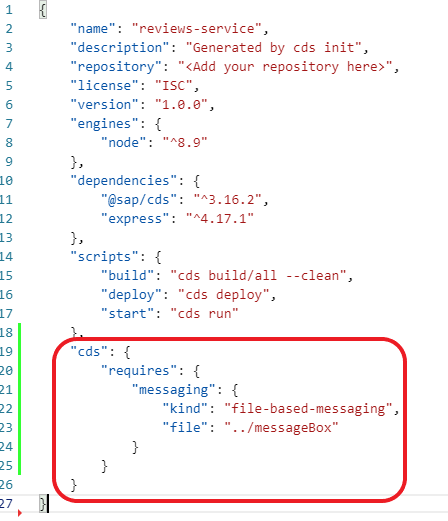 1 {
2 "name": "reviews-service",
3 "description": "Generated by cds init",
4 "repository": "<Add your repository here>",
5 "license": "ISC",
6 "version": "1.0.0",
7 "engines": {
8 "node": "^8.9"
9 },
10 "dependencies": {
11 "@sap/cds": "^3.16.2",
12 "express": "^4.17.1"
13 },
14 "scripts": {
15 "build": "cds build/all --clean",
16 "deploy": "cds deploy",
17 "start": "cds run"
18 },
19 "cds": {
20 "requires": {
21 "messaging": {
22 "kind": "file-based-messaging",
23 "file": "../messageBox"
24 }
25 }
26 }
27 }